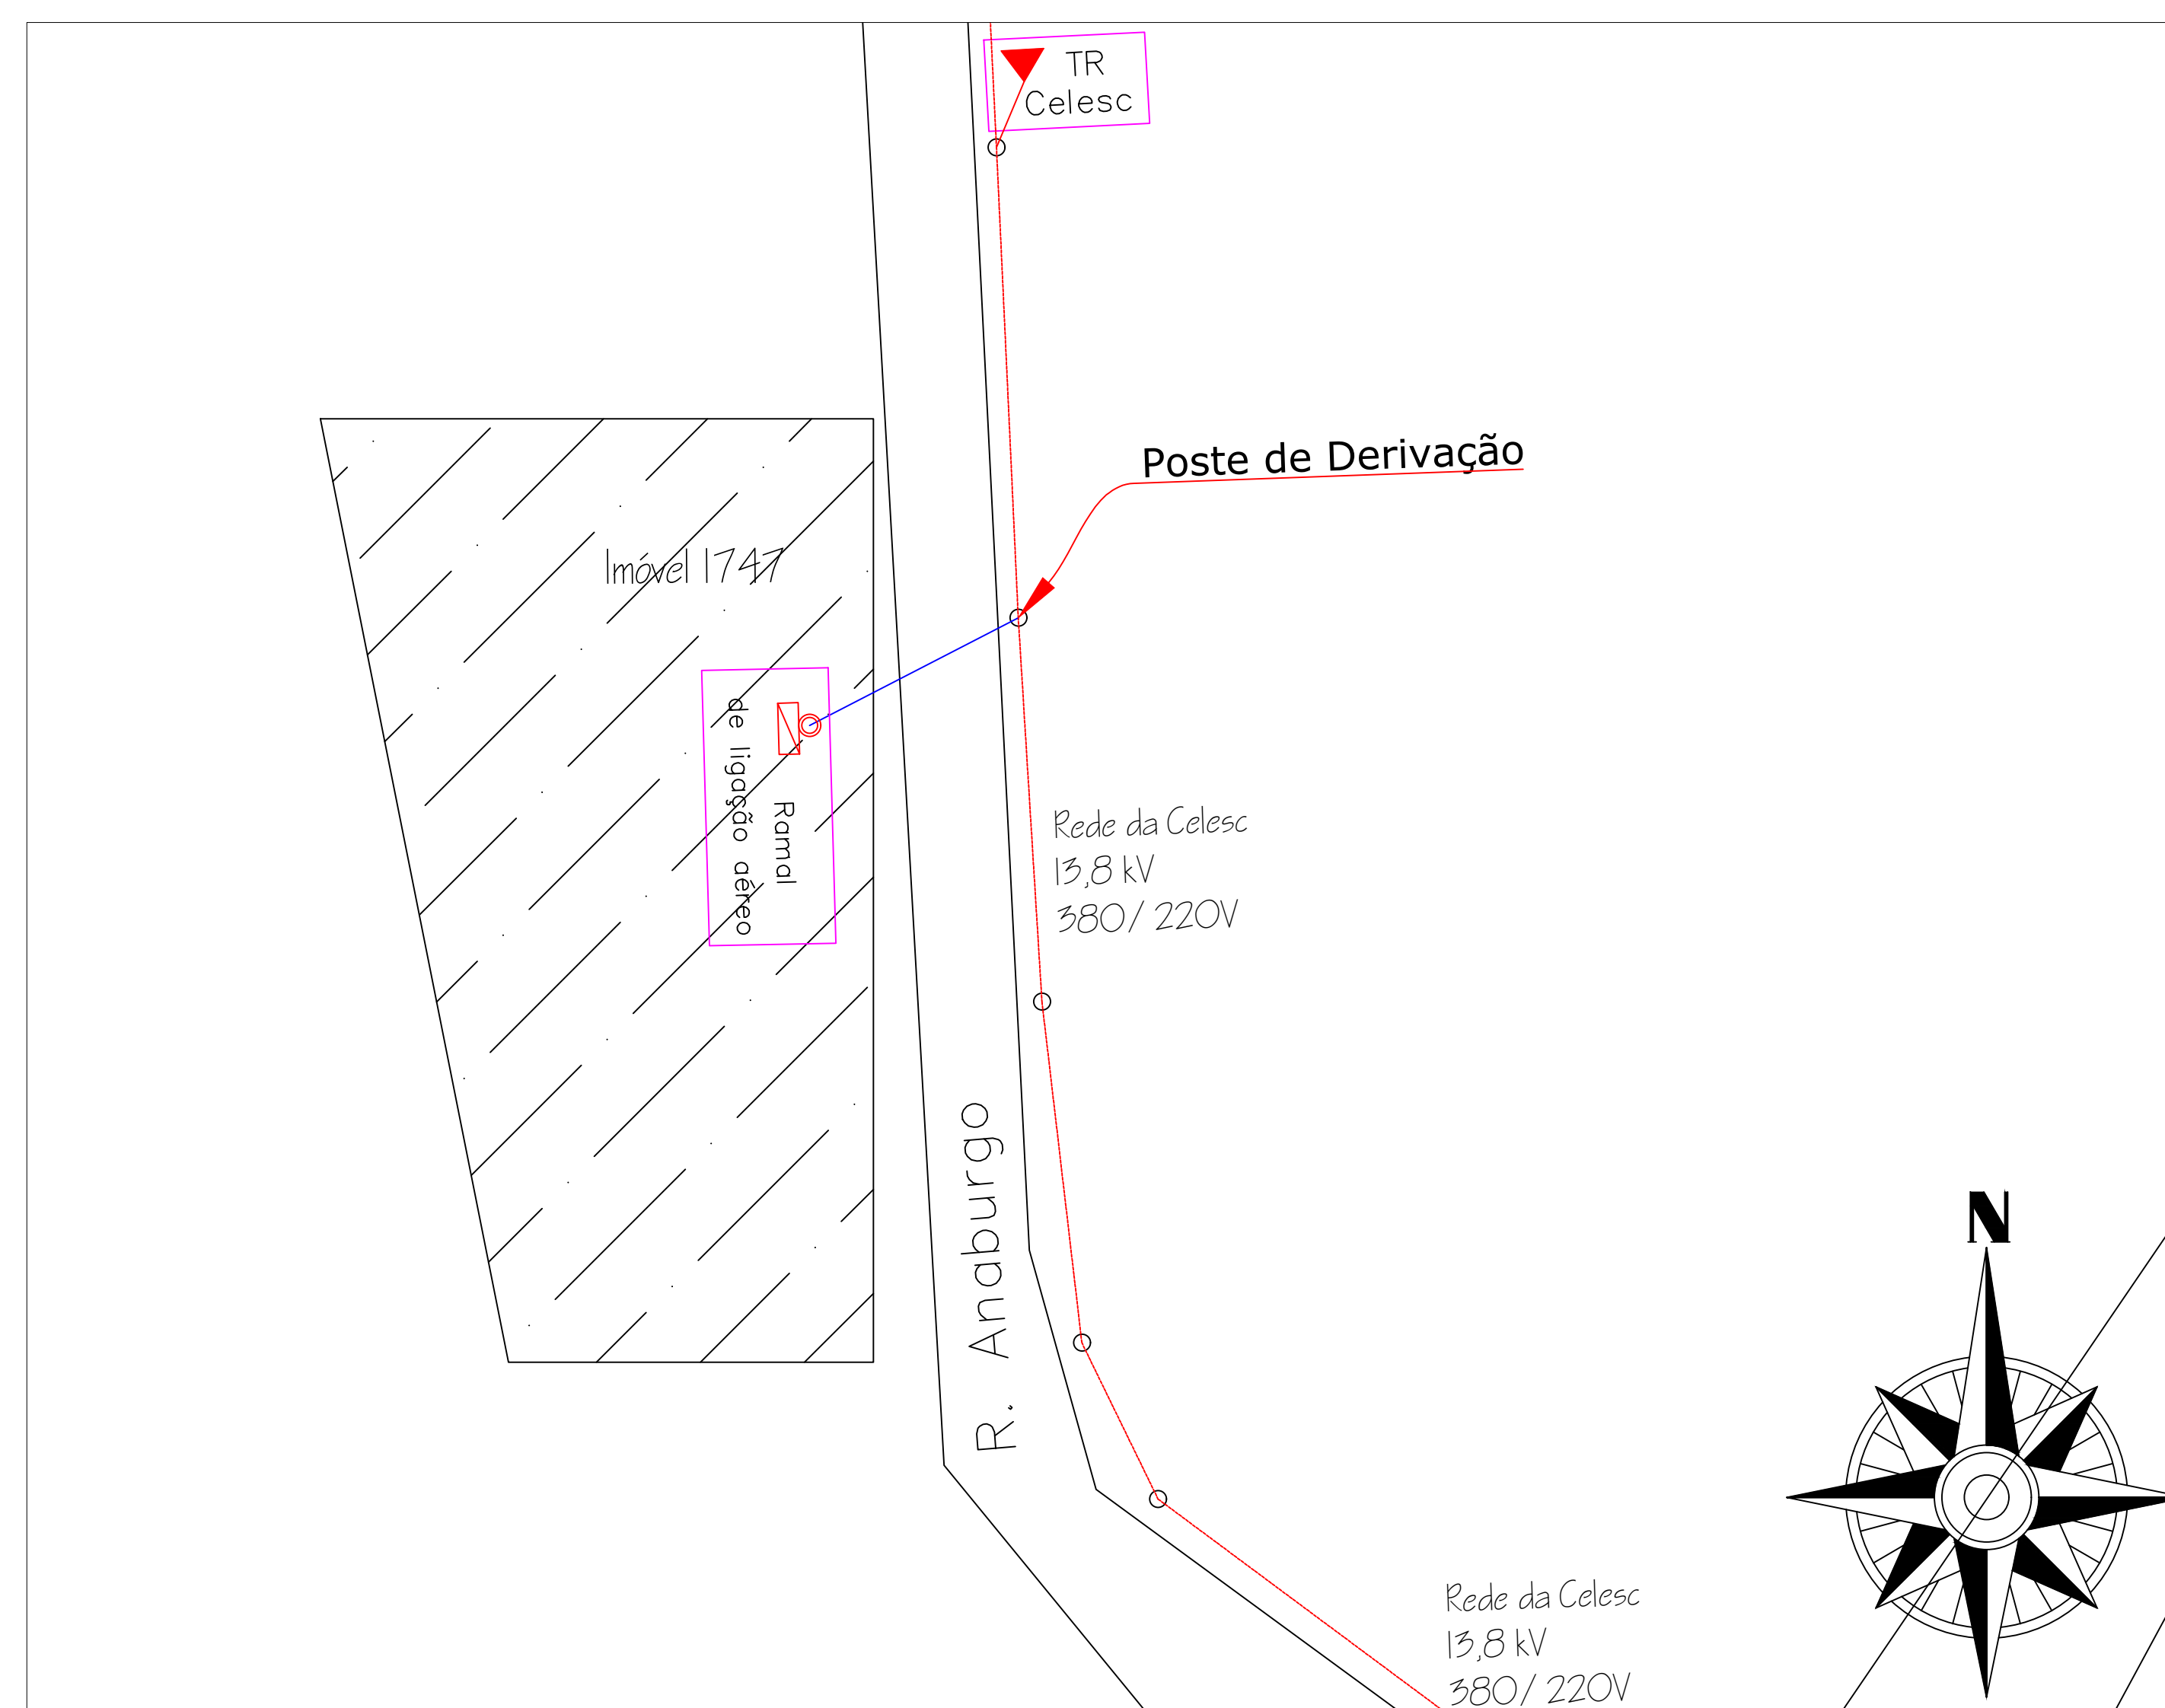 TR
Celesc
Poste de Derivação
Imóvel 1747
Ramal
de ligação aéreo
Rede da Celesc
13,8 kV
380/220V
R. Anaburgo
N
Rede da Celesc
13,8 kV
380/220V